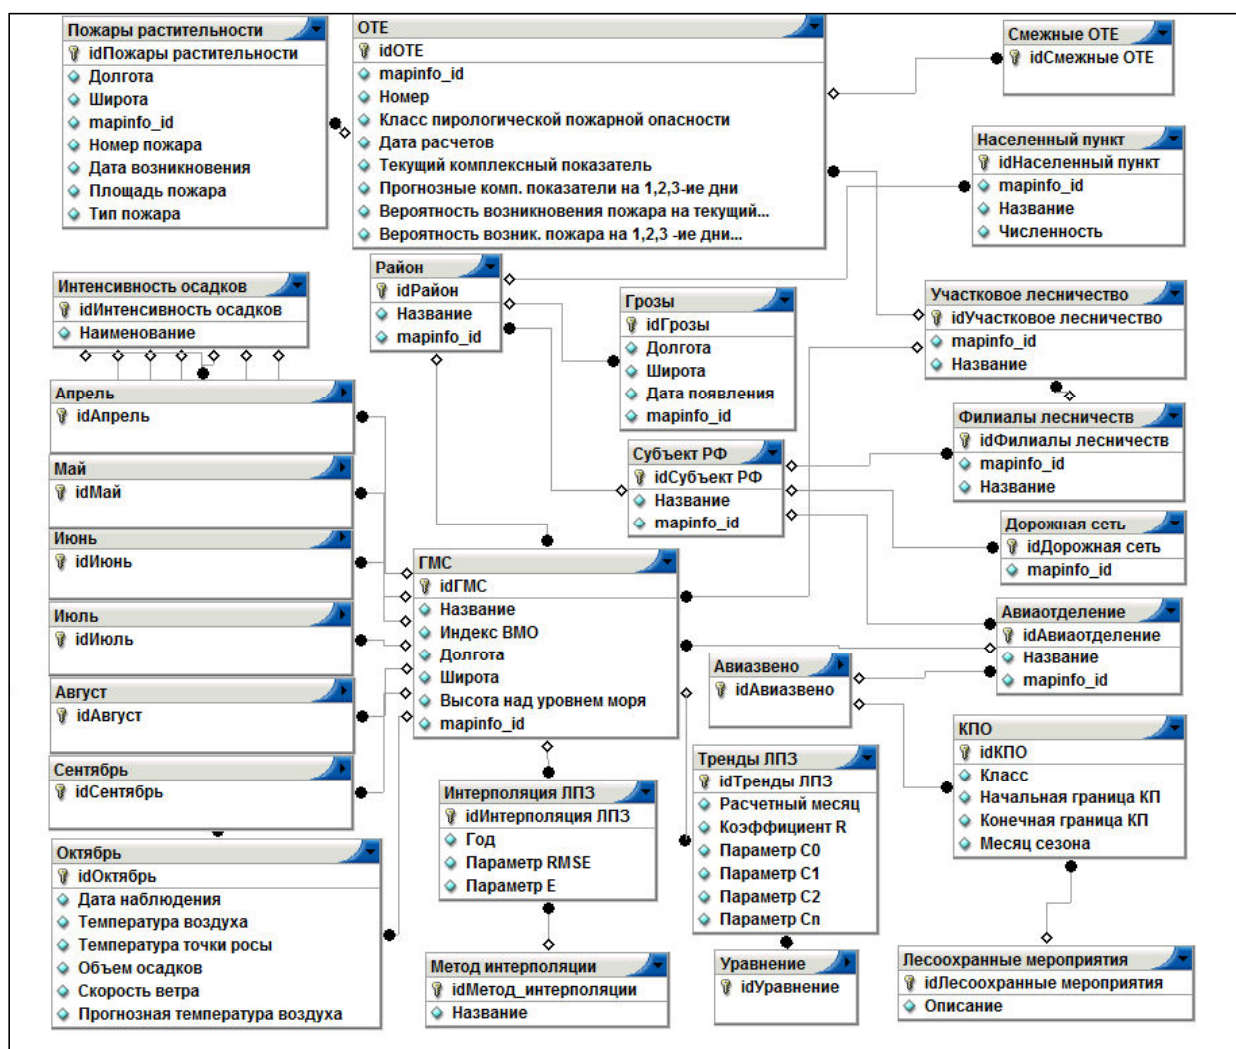 Пожары растительности
idПожары растительности
Долгота
Широта
mapinfo_id
Номер пожара
Дата возникновения
Площадь пожара
Тип пожара
ОТЕ
idОТЕ
mapinfo_id
Номер
Класс пирологической пожарной опасности
Дата расчетов
Текущий комплексный показатель
Прогнозные комп. показатели на 1,2,3-ие дни
Вероятность возникновения пожара на текущий...
Вероятность возник. пожара на 1,2,3 -ие дни...
Смежные ОТЕ
idСмежные ОТЕ
Населенный пункт
idНаселенный пункт
mapinfo_id
Название
Численность
Интенсивность осадков
idИнтенсивность осадков
Наименование
Район
idРайон
Название
mapinfo_id
Грозы
idГрозы
Долгота
Широта
Дата появления
mapinfo_id
Участковое лесничество
idУчастковое лесничество
mapinfo_id
Название
Апрель
idАпрель
Филиалы лесничеств
idФилиалы лесничеств
mapinfo_id
Название
Субъект РФ
idСубъект РФ
Название
mapinfo_id
Май
idМай
Дорожная сеть
idДорожная сеть
mapinfo_id
Июнь
idИюнь
ГМС
idГМС
Название
Индекс ВМО
Долгота
Широта
Высота над уровнем моря
mapinfo_id
Июль
idИюль
Авиаотделение
idАвиаотделение
Название
mapinfo_id
Авиазвено
idАвиазвено
Август
idАвгуст
КПО
idКПО
Класс
Начальная граница КП
Конечная граница КП
Месяц сезона
Сентябрь
idСентябрь
Интерполяция ЛПЗ
idИнтерполяция ЛПЗ
Год
Параметр RMSE
Параметр E
Тренды ЛПЗ
idТренды ЛПЗ
Расчетный месяц
Коэффициент R
Параметр C0
Параметр C1
Параметр C2
Параметр Cn
Октябрь
idОктябрь
Дата наблюдения
Температура воздуха
Температура точки росы
Объем осадков
Скорость ветра
Прогнозная температура воздуха
Метод интерполяции
idМетод_интерполяции
Название
Уравнение
idУравнение
Лесоохранные мероприятия
idЛесоохранные мероприятия
Описание